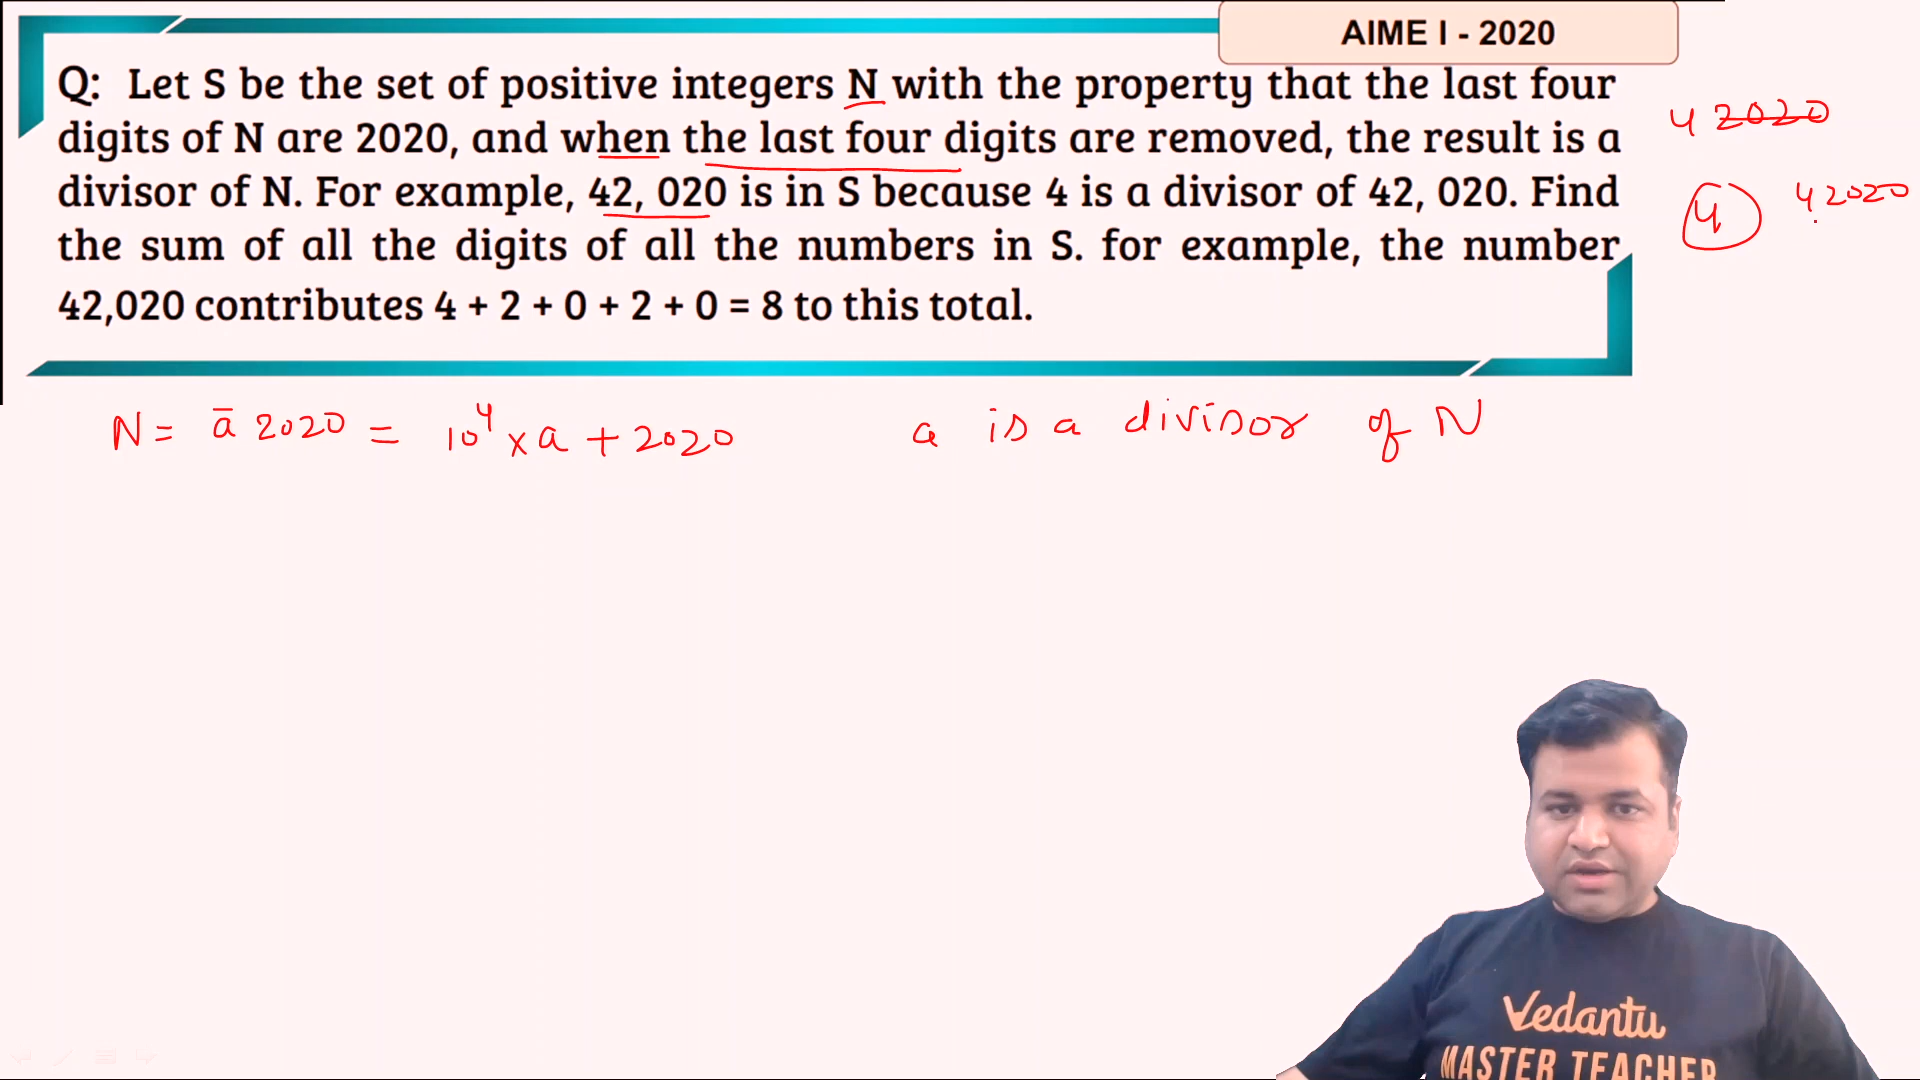 AIME I - 2020
Q: Let S be the set of positive integers N with the property that the last four
digits of N are 2020, and when the last four digits are removed, the result is a
divisor of N. For example, 42, 020 is in S because 4 is a divisor of 42, 020. Find
the sum of all the digits of all the numbers in S. for example, the number
42,020 contributes 4 + 2 + 0 + 2 + 0 = 8 to this total.
4 2020
4 42020
N = a̅ 2020 = 10⁴ × a + 2020 a is a divisor of N
Vedantu
MASTER TEACHER